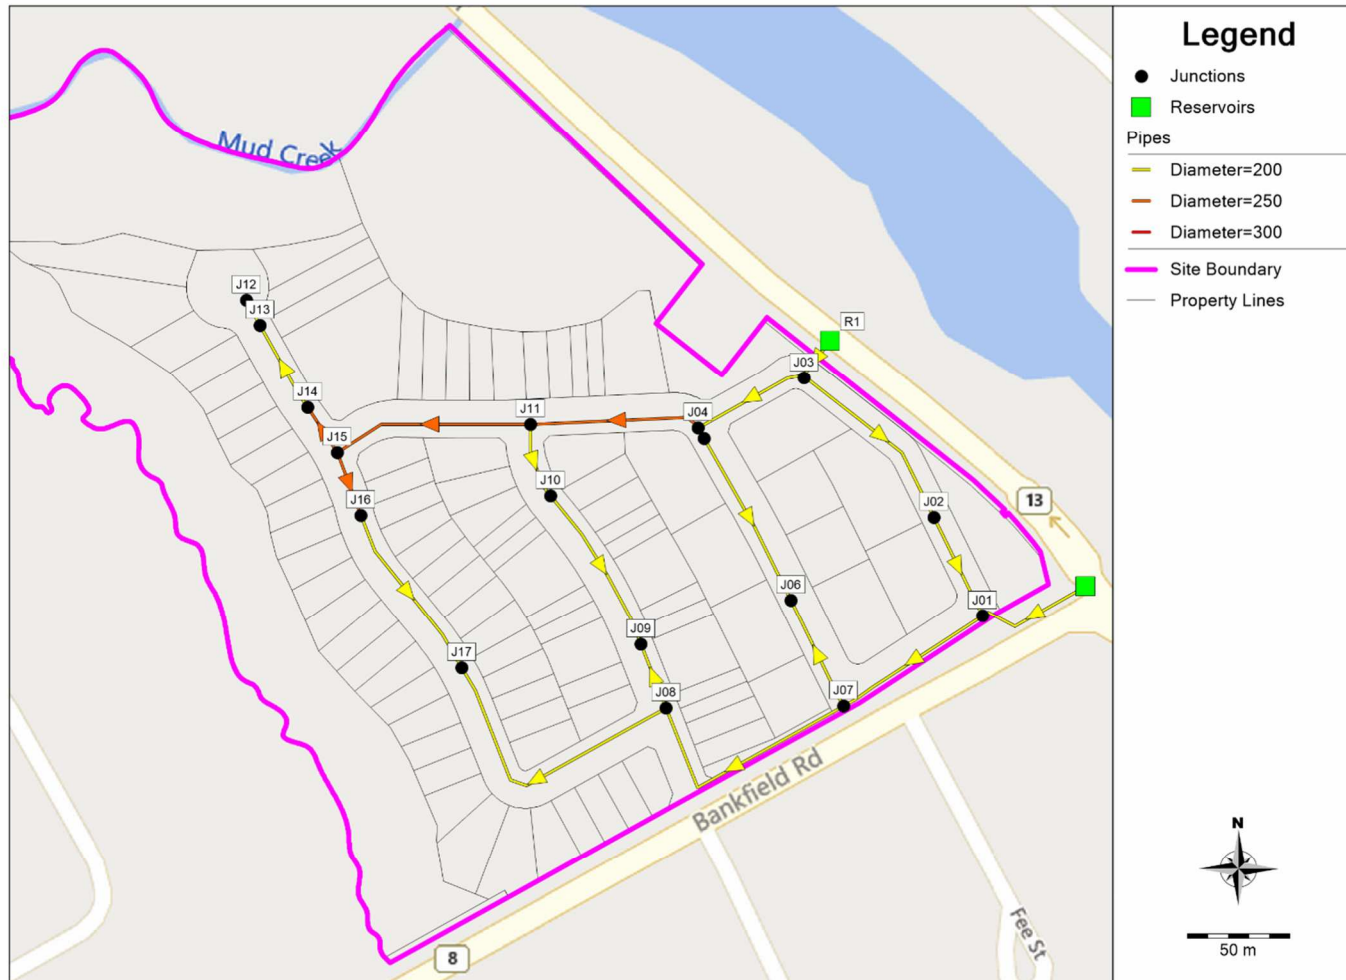 Legend
Junctions
Reservoirs
Pipes
Diameter=200
Diameter=250
Diameter=300
Site Boundary
Property Lines
Mud Creek
J12
J13
R1
J03
J14
J11
J04
J15
J10
J16
J02
13
J06
J01
J09
J17
J08
J07
Bankfield Rd
Fee St
8
N
50 m